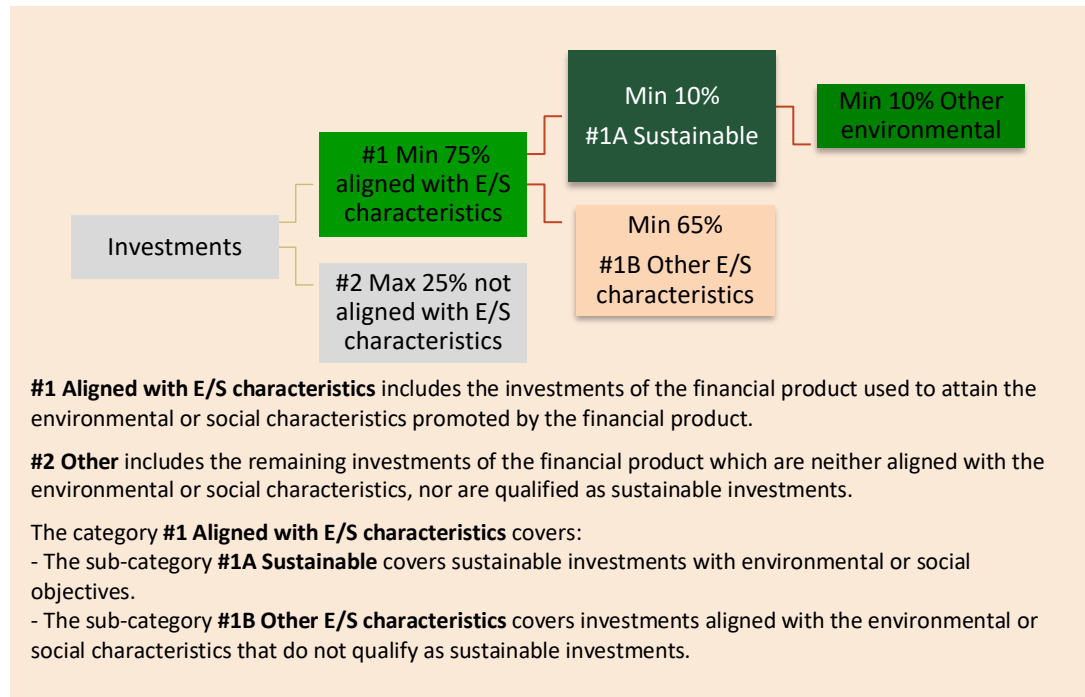 Min 10%
#1A Sustainable
Min 10% Other
environmental
#1 Min 75%
aligned with E/S
characteristics
Min 65%
#1B Other E/S
characteristics
Investments
#2 Max 25% not
aligned with E/S
characteristics
#1 Aligned with E/S characteristics includes the investments of the financial product used to attain the
environmental or social characteristics promoted by the financial product.
#2 Other includes the remaining investments of the financial product which are neither aligned with the
environmental or social characteristics, nor are qualified as sustainable investments.
The category #1 Aligned with E/S characteristics covers:
- The sub-category #1A Sustainable covers sustainable investments with environmental or social
objectives.
- The sub-category #1B Other E/S characteristics covers investments aligned with the environmental or
social characteristics that do not qualify as sustainable investments.